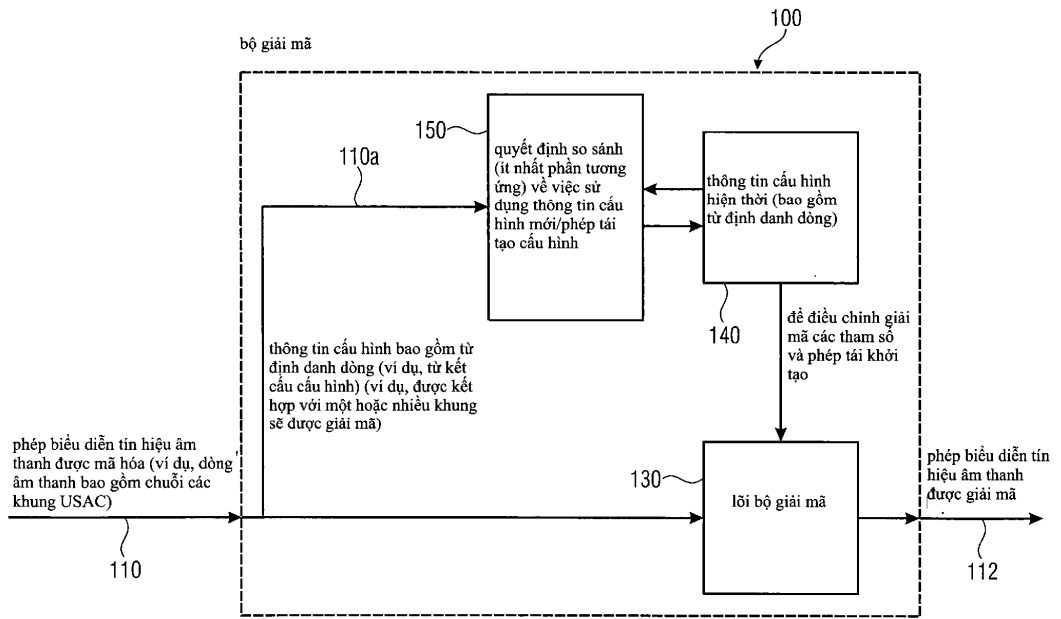 bộ giải mã
100
150
110a
quyết định so sánh
(ít nhất phần tương
ứng) về việc sử
dụng thông tin cấu
hình mới/phép tái
tạo cấu hình
thông tin cấu hình
hiện thời (bao gồm
từ định danh dòng)
140
để điều chỉnh giải
mã các tham số
và phép tái khởi
tạo
thông tin cấu hình bao gồm từ
định danh dòng (ví dụ, từ kết
cấu cấu hình) (ví dụ, được kết
hợp với một hoặc nhiều khung
sẽ được giải mã)
phép biểu diễn tín hiệu âm
thanh được mã hóa (ví dụ, dòng
âm thanh bao gồm chuỗi các
khung USAC)
110
130
lõi bộ giải mã
phép biểu diễn tín
hiệu âm thanh
được giải mã
112